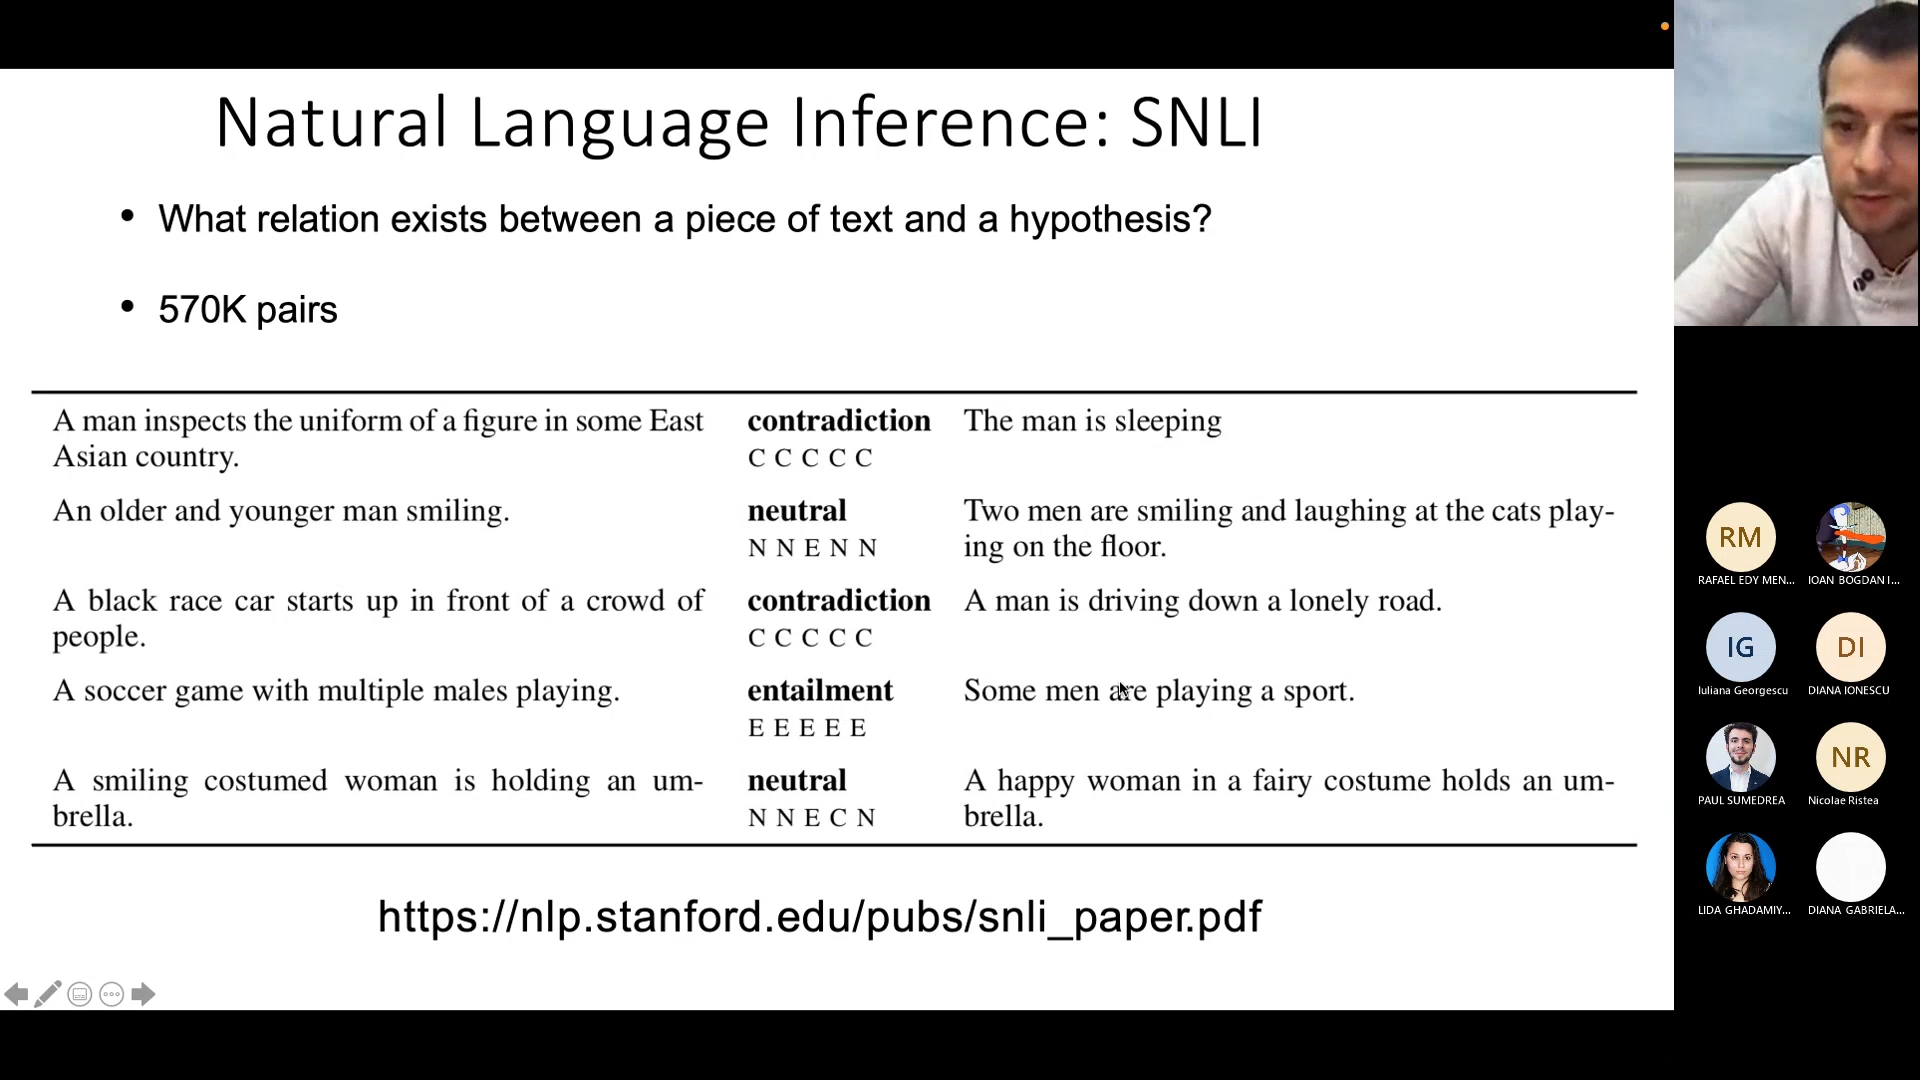 Natural Language Inference: SNLI
• What relation exists between a piece of text and a hypothesis?
• 570K pairs
A man inspects the uniform of a figure in some East
Asian country.
contradiction
C C C C C
The man is sleeping
An older and younger man smiling.
neutral
N N E N N
Two men are smiling and laughing at the cats play-
ing on the floor.
A black race car starts up in front of a crowd of
people.
contradiction
C C C C C
A man is driving down a lonely road.
A soccer game with multiple males playing.
entailment
E E E E E
Some men are playing a sport.
A smiling costumed woman is holding an um-
brella.
neutral
N N E C N
A happy woman in a fairy costume holds an um-
brella.
https://nlp.stanford.edu/pubs/snli_paper.pdf
RM
RAFAEL EDY MEN...
IOAN BOGDAN I...
IG
Iuliana Georgescu
DI
DIANA IONESCU
PAUL SUMEDREA
NR
Nicolae Ristea
LIDA GHADAMIY...
DIANA GABRIELA...